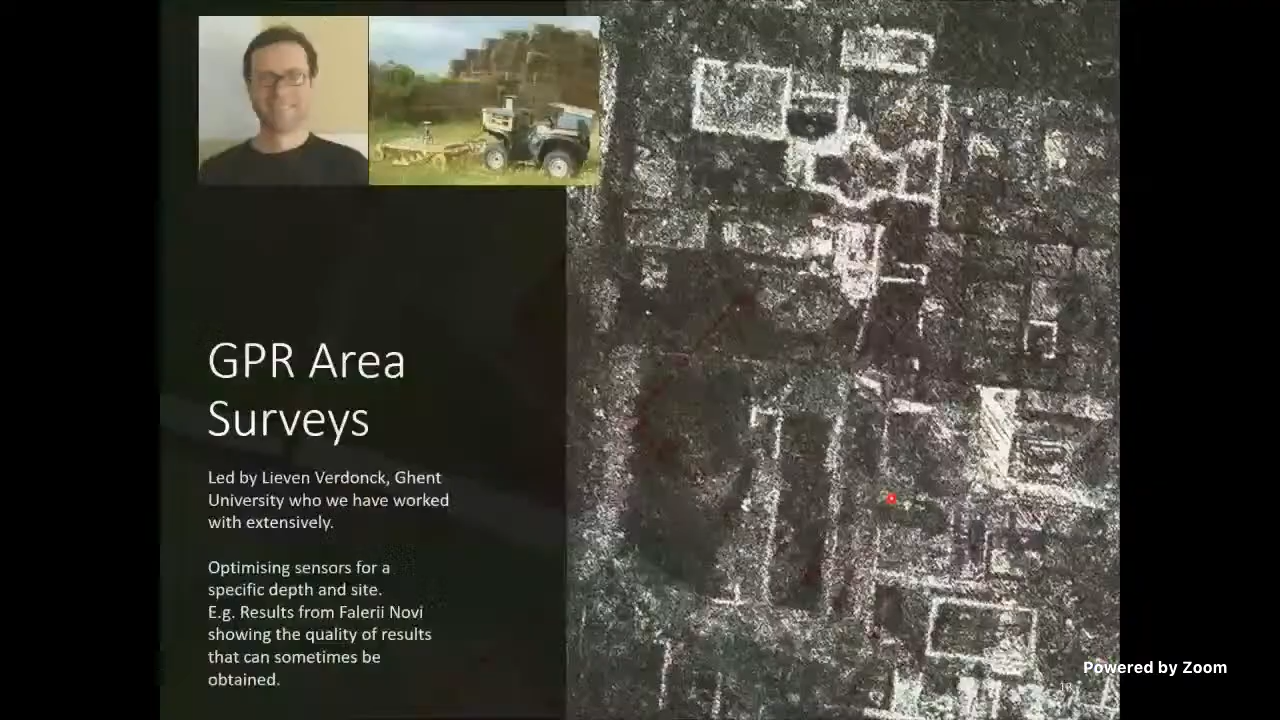 GPR Area
Surveys
Led by Lieven Verdonck, Ghent
University who we have worked
with extensively.
Optimising sensors for a
specific depth and site.
E.g. Results from Falerii Novi
showing the quality of results
that can sometimes be
obtained.
Powered by Zoom